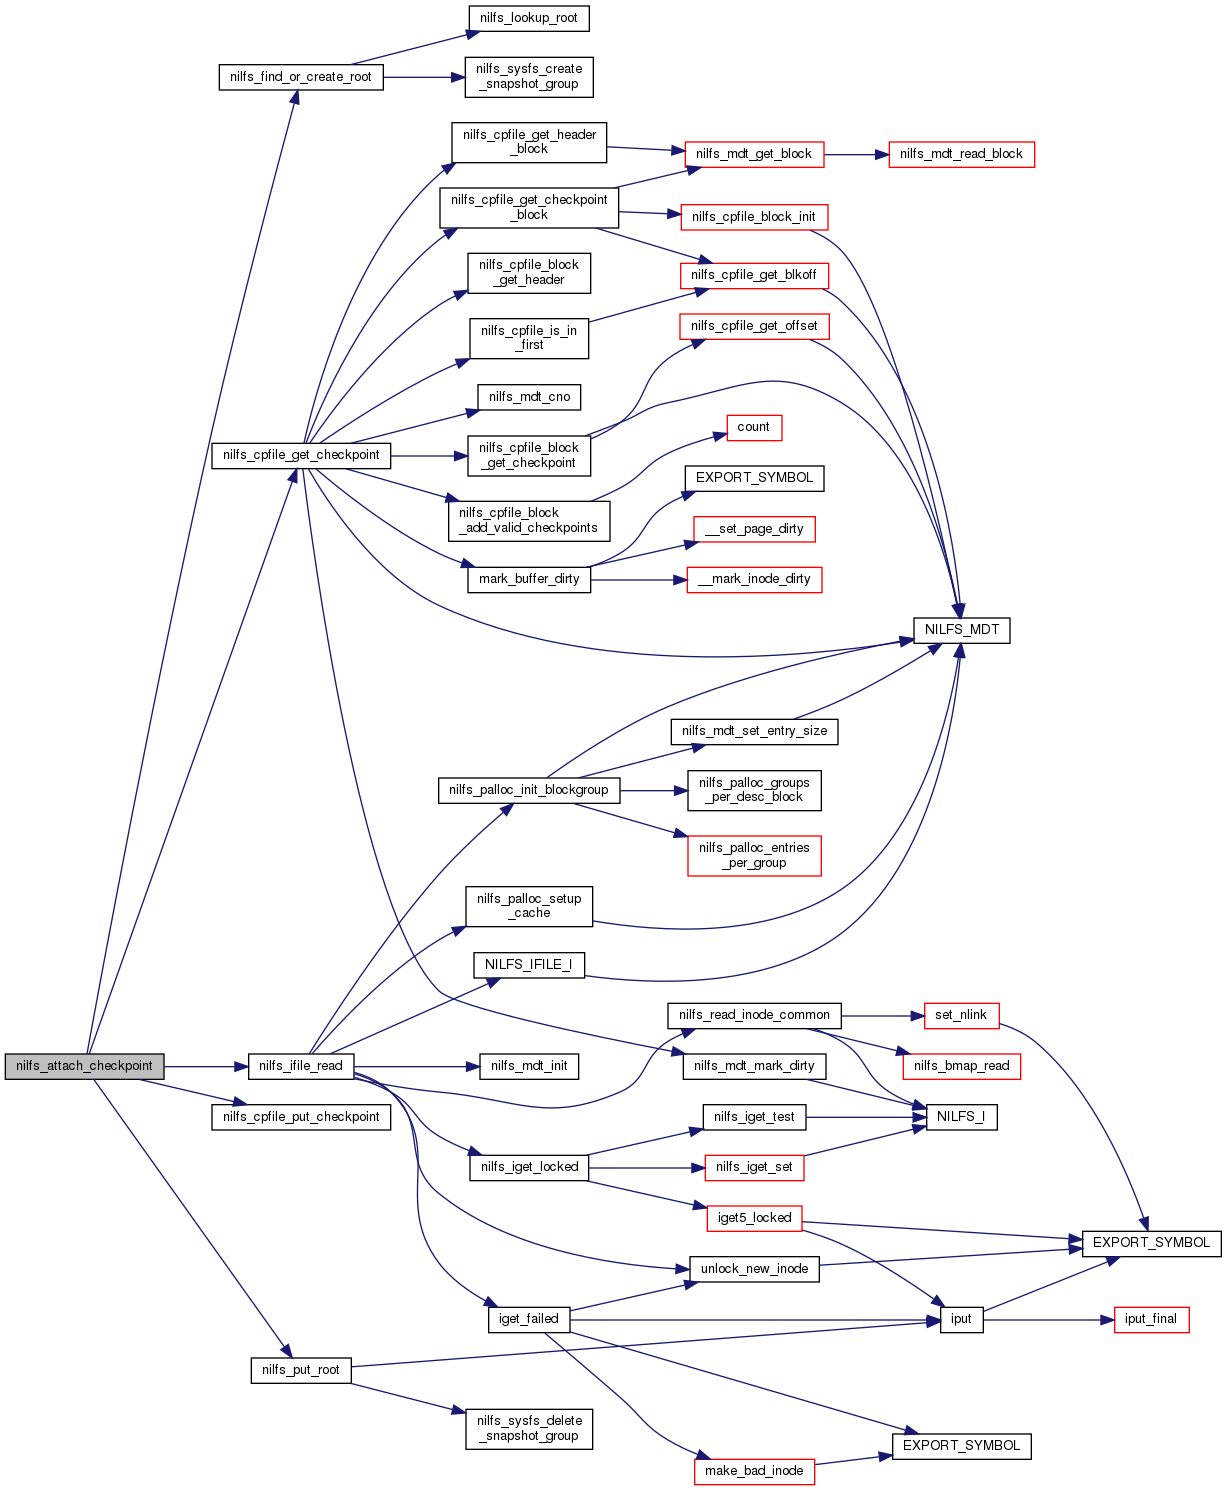 nilfs_lookup_root
nilfs_find_or_create_root
nilfs_sysfs_create
_snapshot_group
nilfs_cpfile_get_header
_block
nilfs_mdt_get_block
nilfs_mdt_read_block
nilfs_cpfile_get_checkpoint
_block
nilfs_cpfile_block_init
nilfs_cpfile_block
_get_header
nilfs_cpfile_get_blkoff
nilfs_cpfile_is_in
_first
nilfs_cpfile_get_offset
nilfs_mdt_cno
nilfs_cpfile_get_checkpoint
nilfs_cpfile_block
_get_checkpoint
count
EXPORT_SYMBOL
nilfs_cpfile_block
_add_valid_checkpoints
__set_page_dirty
mark_buffer_dirty
__mark_inode_dirty
NILFS_MDT
nilfs_mdt_set_entry_size
nilfs_palloc_init_blockgroup
nilfs_palloc_groups
_per_desc_block
nilfs_palloc_entries
_per_group
nilfs_palloc_setup
_cache
NILFS_IFILE_I
nilfs_read_inode_common
set_nlink
nilfs_attach_checkpoint
nilfs_ifile_read
nilfs_mdt_init
nilfs_mdt_mark_dirty
nilfs_bmap_read
nilfs_cpfile_put_checkpoint
nilfs_iget_test
NILFS_I
nilfs_iget_locked
nilfs_iget_set
iget5_locked
EXPORT_SYMBOL
unlock_new_inode
iget_failed
iput
iput_final
nilfs_put_root
nilfs_sysfs_delete
_snapshot_group
EXPORT_SYMBOL
make_bad_inode